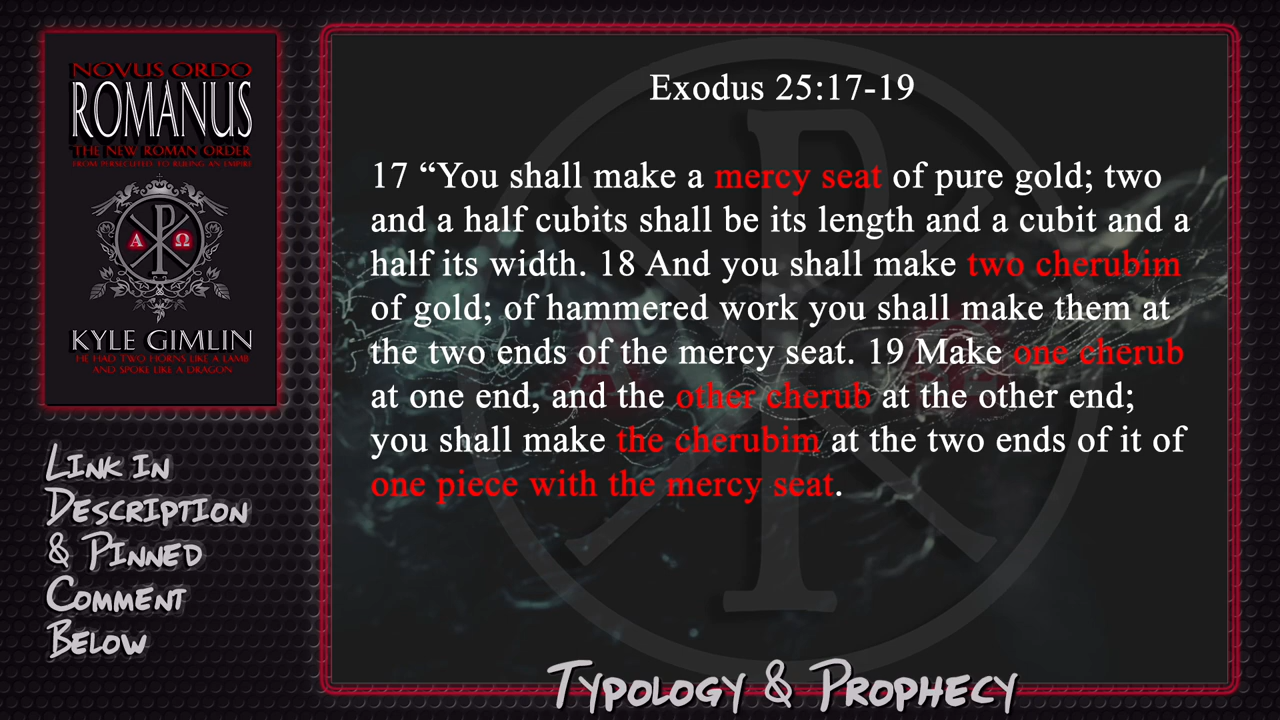 NOVUS ORDO
ROMANUS
THE NEW ROMAN ORDER
FROM PERSECUTED TO RULING AN EMPIRE
Α Ω
KYLE GIMLIN
HE HAD TWO HORNS LIKE A LAMB
AND SPOKE LIKE A DRAGON
LINK IN
DESCRIPTION
& PINNED
COMMENT
BELOW
Exodus 25:17-19
17 “You shall make a mercy seat of pure gold; two
and a half cubits shall be its length and a cubit and a
half its width. 18 And you shall make two cherubim
of gold; of hammered work you shall make them at
the two ends of the mercy seat. 19 Make one cherub
at one end, and the other cherub at the other end;
you shall make the cherubim at the two ends of it of
one piece with the mercy seat.
TYPOLOGY & PROPHECY